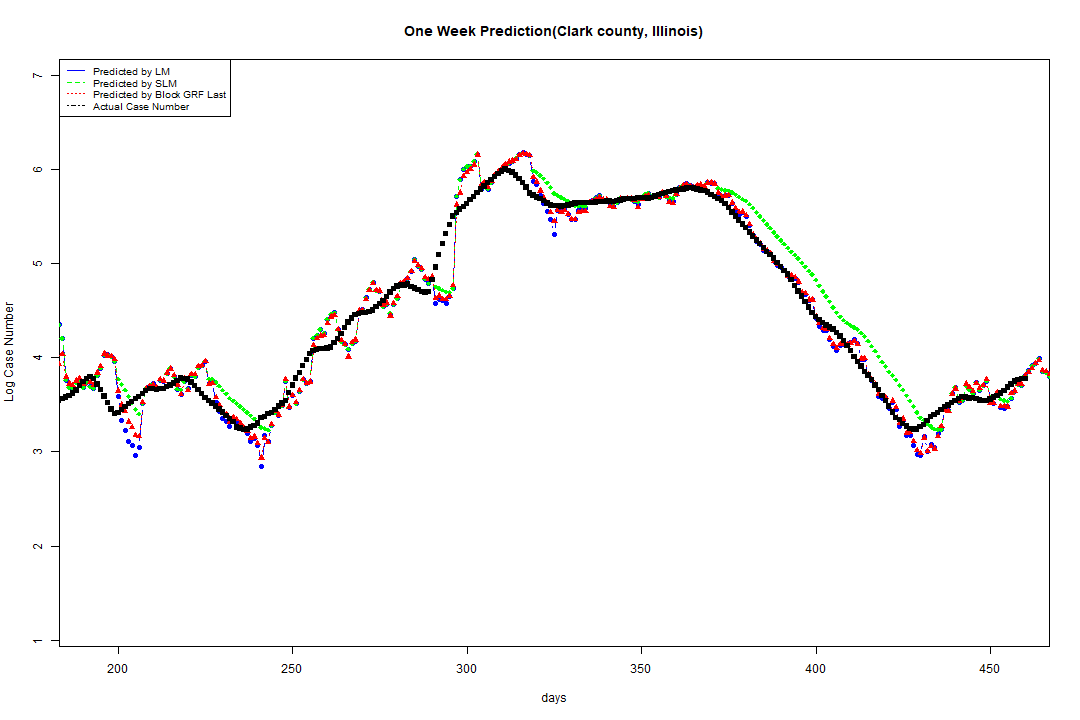 One Week Prediction(Clark county, Illinois)
Predicted by LM
Predicted by SLM
Predicted by Block GRF Last
Actual Case Number
7
6
5
4
3
2
1
Log Case Number
200 250 300 350 400 450
days